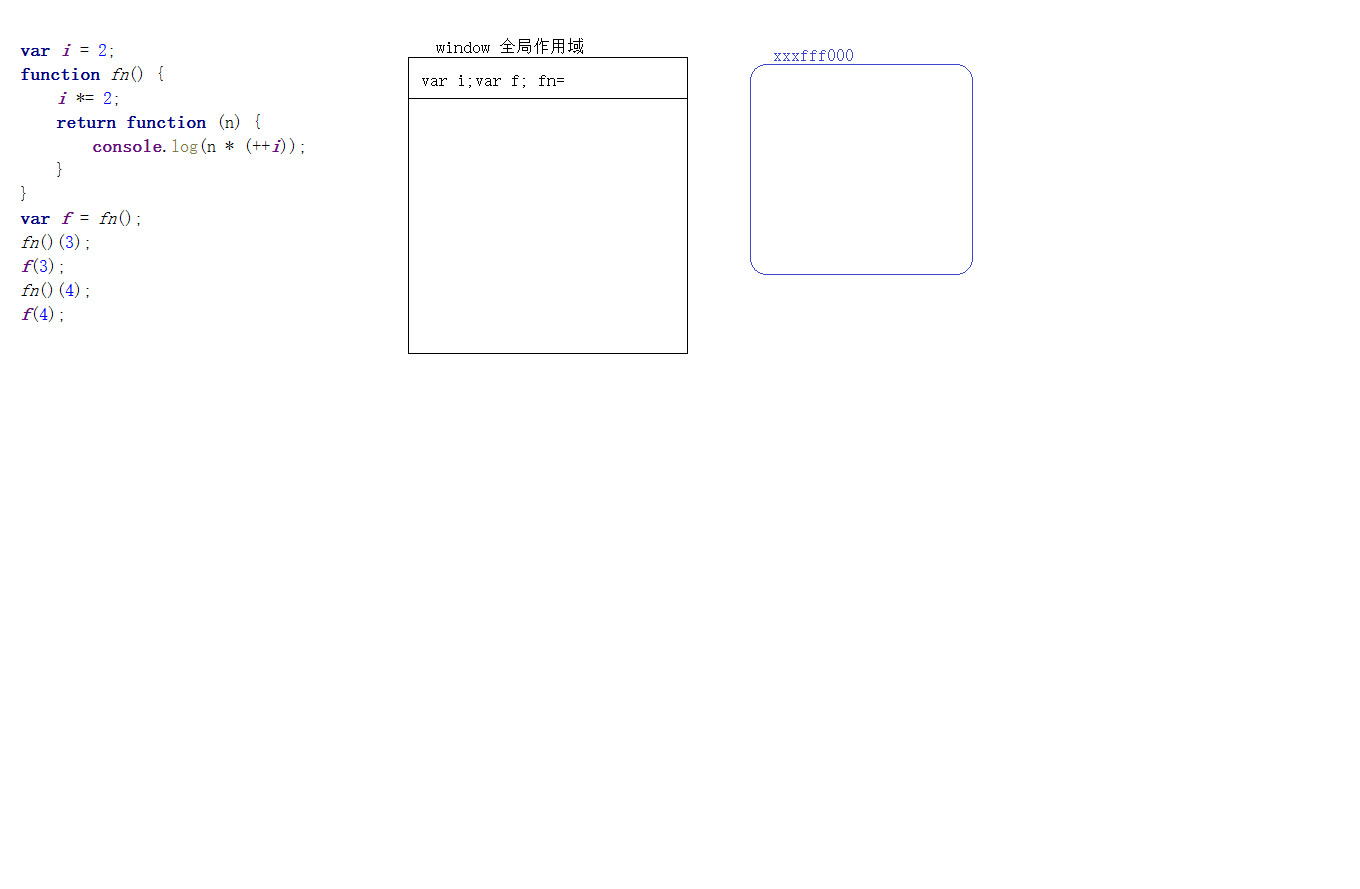 var i = 2;
function fn() {
    i *= 2;
    return function (n) {
        console.log(n * (++i));
    }
}
var f = fn();
fn()(3);
f(3);
fn()(4);
f(4);
window 全局作用域
var i;var f; fn=
xxxfff000